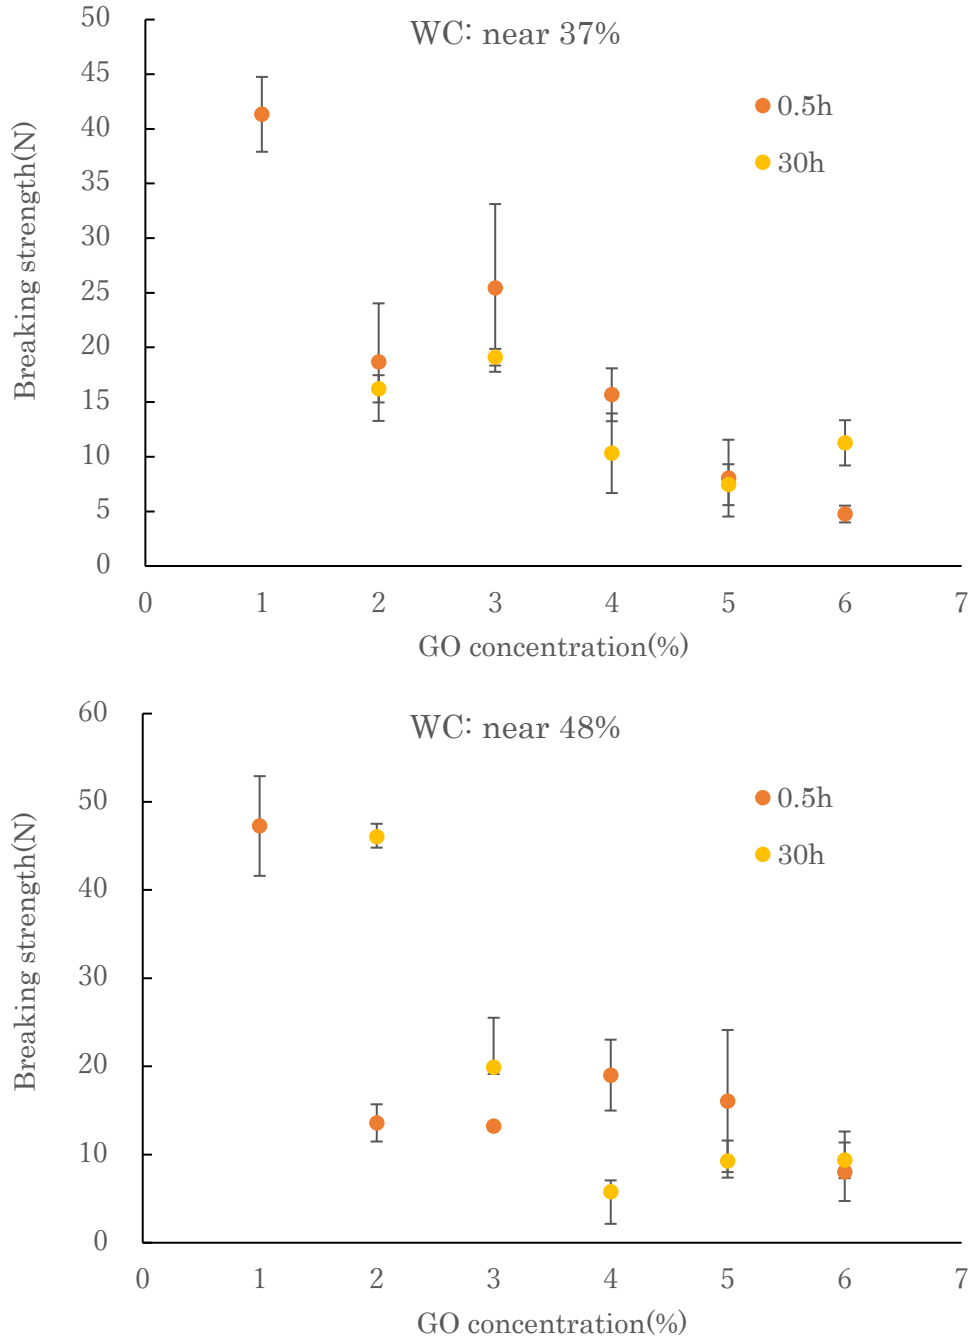 WC: near 37%
Breaking strength(N)
50
45
40
35
30
25
20
15
10
5
0
0.5h
30h
0 1 2 3 4 5 6 7
GO concentration(%)
WC: near 48%
Breaking strength(N)
60
50
40
30
20
10
0
0.5h
30h
0 1 2 3 4 5 6 7
GO concentration(%)